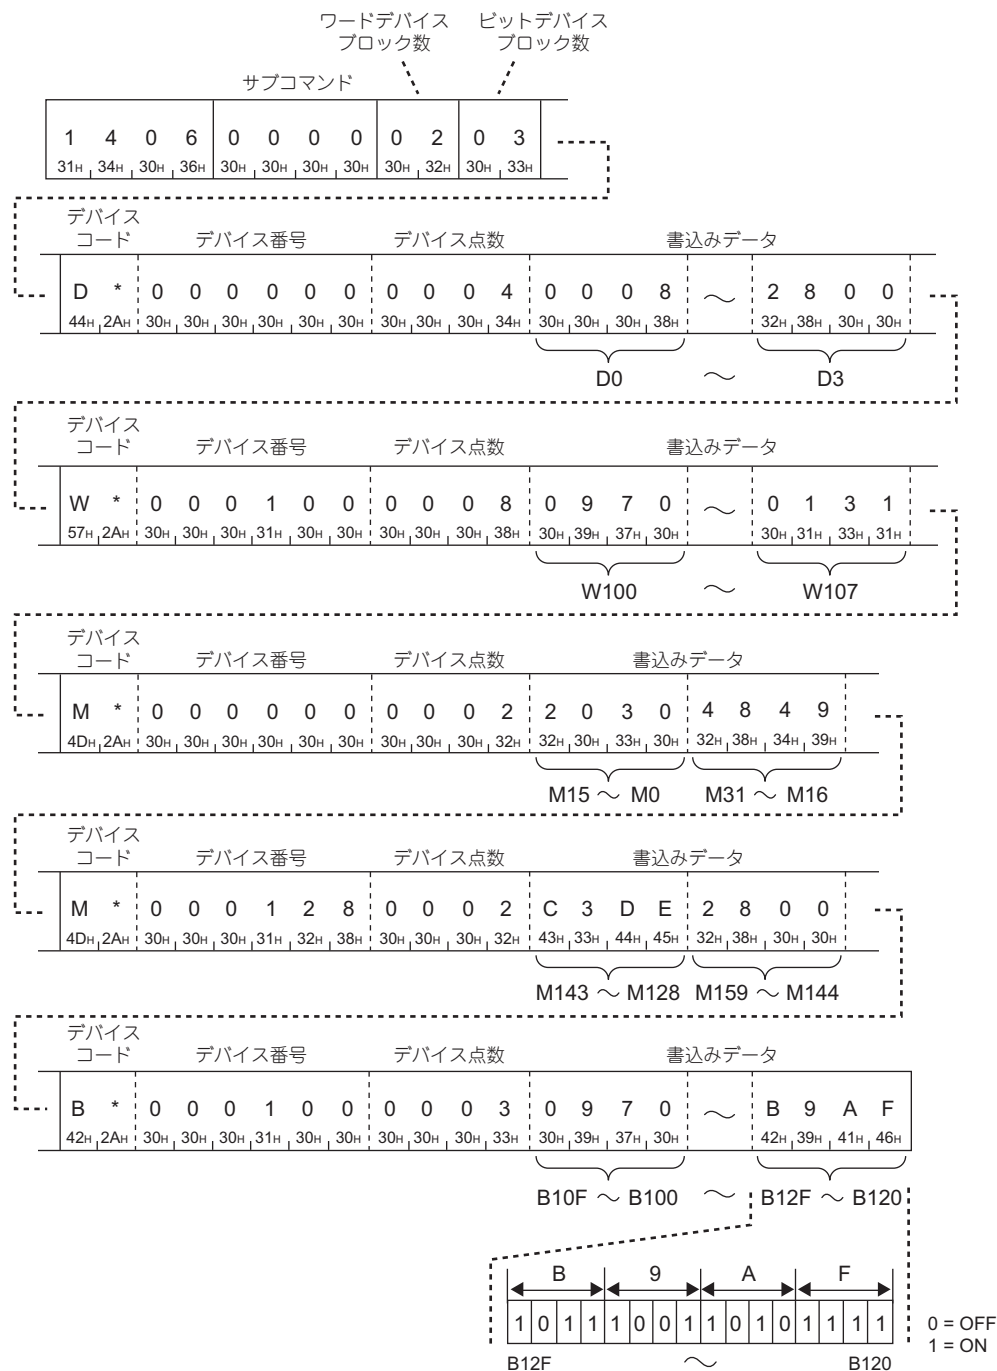 ワードデバイス ビットデバイス
ブロック数 ブロック数
サブコマンド
1 4 0 6 0 0 0 0 0 2 0 3
31H 34H 30H 36H 30H 30H 30H 30H 30H 32H 30H 33H
デバイス
コード デバイス番号 デバイス点数 書込みデータ
D * 0 0 0 0 0 0 0 0 0 4 0 0 0 8 ～ 2 8 0 0
44H 2AH 30H 30H 30H 30H 30H 30H 30H 30H 30H 34H 30H 30H 30H 38H 32H 38H 30H 30H
D0 ～ D3
デバイス
コード デバイス番号 デバイス点数 書込みデータ
W * 0 0 0 1 0 0 0 0 0 8 0 9 7 0 ～ 0 1 3 1
57H 2AH 30H 30H 30H 31H 30H 30H 30H 30H 30H 38H 30H 39H 37H 30H 30H 31H 33H 31H
W100 ～ W107
デバイス
コード デバイス番号 デバイス点数 書込みデータ
M * 0 0 0 0 0 0 0 0 0 2 2 0 3 0 4 8 4 9
4DH 2AH 30H 30H 30H 30H 30H 30H 30H 30H 30H 32H 32H 30H 33H 30H 32H 38H 34H 39H
M15 ～ M0 M31 ～ M16
デバイス
コード デバイス番号 デバイス点数 書込みデータ
M * 0 0 0 1 2 8 0 0 0 2 C 3 D E 2 8 0 0
4DH 2AH 30H 30H 30H 31H 32H 38H 30H 30H 30H 32H 43H 33H 44H 45H 32H 38H 30H 30H
M143 ～ M128 M159 ～ M144
デバイス
コード デバイス番号 デバイス点数 書込みデータ
B * 0 0 0 1 0 0 0 0 0 3 0 9 7 0 ～ B 9 A F
42H 2AH 30H 30H 30H 31H 30H 30H 30H 30H 30H 33H 30H 39H 37H 30H 42H 39H 41H 46H
B10F ～ B100 ～ B12F ～ B120
B 9 A F
1 0 1 1 1 0 0 1 1 0 1 0 1 1 1 1 0 = OFF
1 = ON
B12F ～ B120